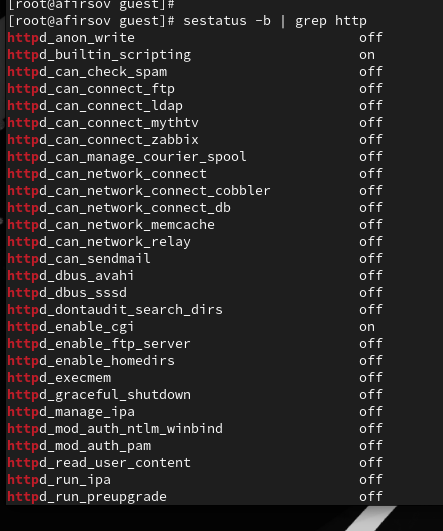 [root@afirsov guest]#
[root@afirsov guest]# sestatus -b | grep http
httpd_anon_write                            off
httpd_builtin_scripting                     on
httpd_can_check_spam                        off
httpd_can_connect_ftp                       off
httpd_can_connect_ldap                      off
httpd_can_connect_mythtv                    off
httpd_can_connect_zabbix                    off
httpd_can_manage_courier_spool              off
httpd_can_network_connect                   off
httpd_can_network_connect_cobbler           off
httpd_can_network_connect_db                off
httpd_can_network_memcache                  off
httpd_can_network_relay                     off
httpd_can_sendmail                          off
httpd_dbus_avahi                            off
httpd_dbus_sssd                             off
httpd_dontaudit_search_dirs                 off
httpd_enable_cgi                            on
httpd_enable_ftp_server                     off
httpd_enable_homedirs                       off
httpd_execmem                               off
httpd_graceful_shutdown                     off
httpd_manage_ipa                            off
httpd_mod_auth_ntlm_winbind                 off
httpd_mod_auth_pam                          off
httpd_read_user_content                     off
httpd_run_ipa                               off
httpd_run_preupgrade                        off